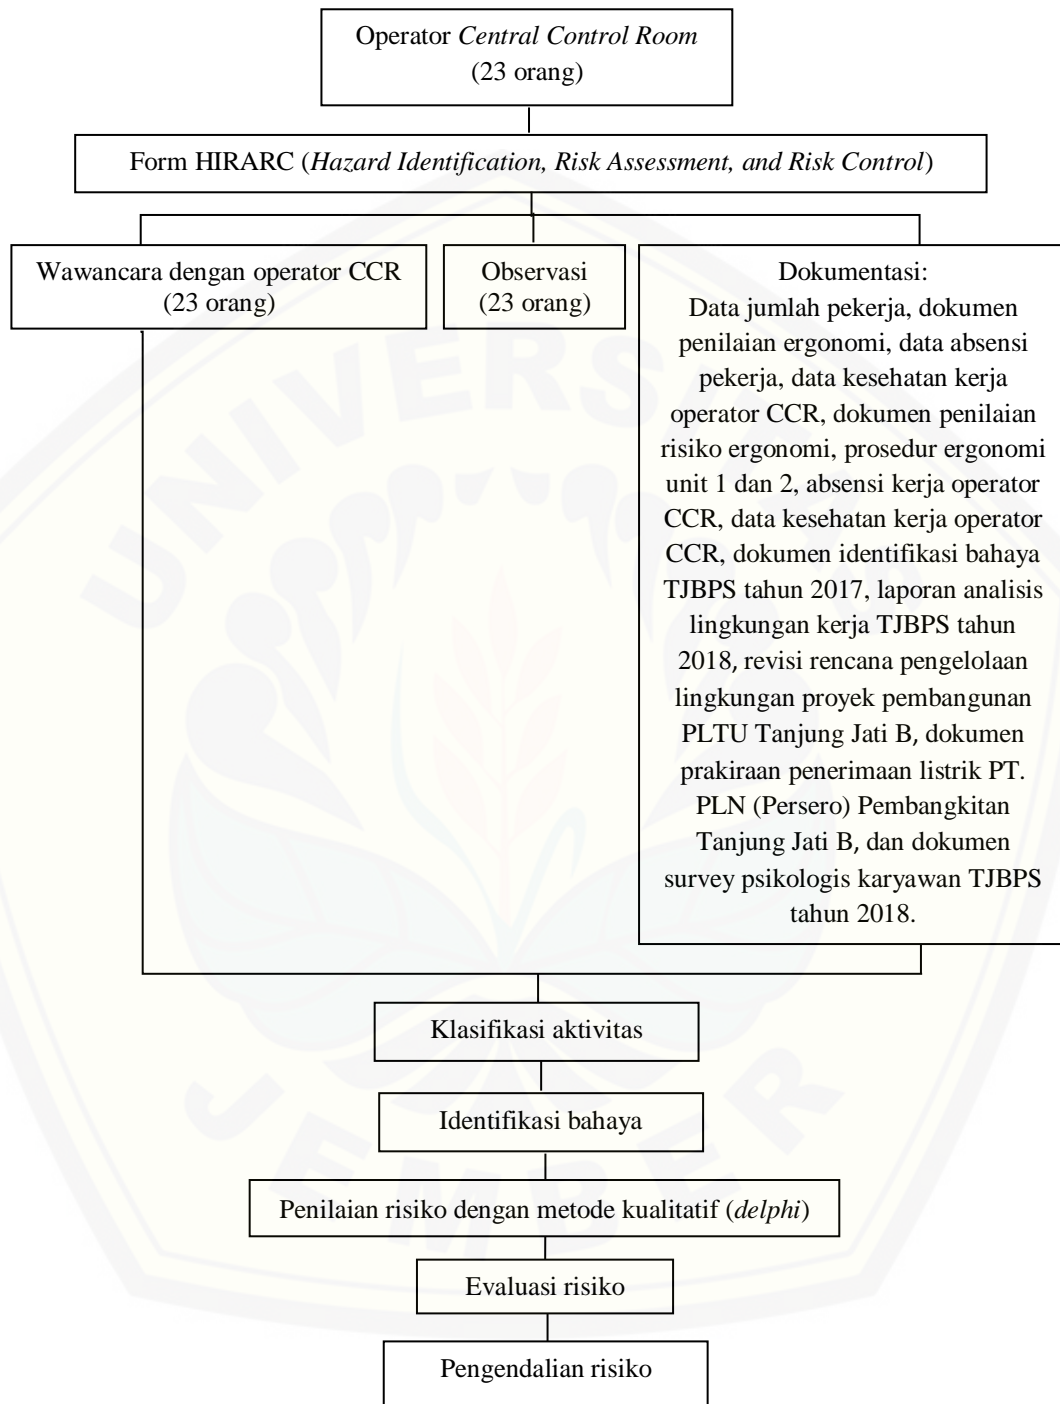 Operator Central Control Room
(23 orang)
Form HIRARC (Hazard Identification, Risk Assessment, and Risk Control)
Wawancara dengan operator CCR
(23 orang)
Observasi
(23 orang)
Dokumentasi:
Data jumlah pekerja, dokumen
penilaian ergonomi, data absensi
pekerja, data kesehatan kerja
operator CCR, dokumen penilaian
risiko ergonomi, prosedur ergonomi
unit 1 dan 2, absensi kerja operator
CCR, data kesehatan kerja operator
CCR, dokumen identifikasi bahaya
TJBPS tahun 2017, laporan analisis
lingkungan kerja TJBPS tahun
2018, revisi rencana pengelolaan
lingkungan proyek pembangunan
PLTU Tanjung Jati B, dokumen
prakiraan penerimaan listrik PT.
PLN (Persero) Pembangkitan
Tanjung Jati B, dan dokumen
survey psikologis karyawan TJBPS
tahun 2018.
Klasifikasi aktivitas
Identifikasi bahaya
Penilaian risiko dengan metode kualitatif (delphi)
Evaluasi risiko
Pengendalian risiko
UNIVERSITAS
JEMBER